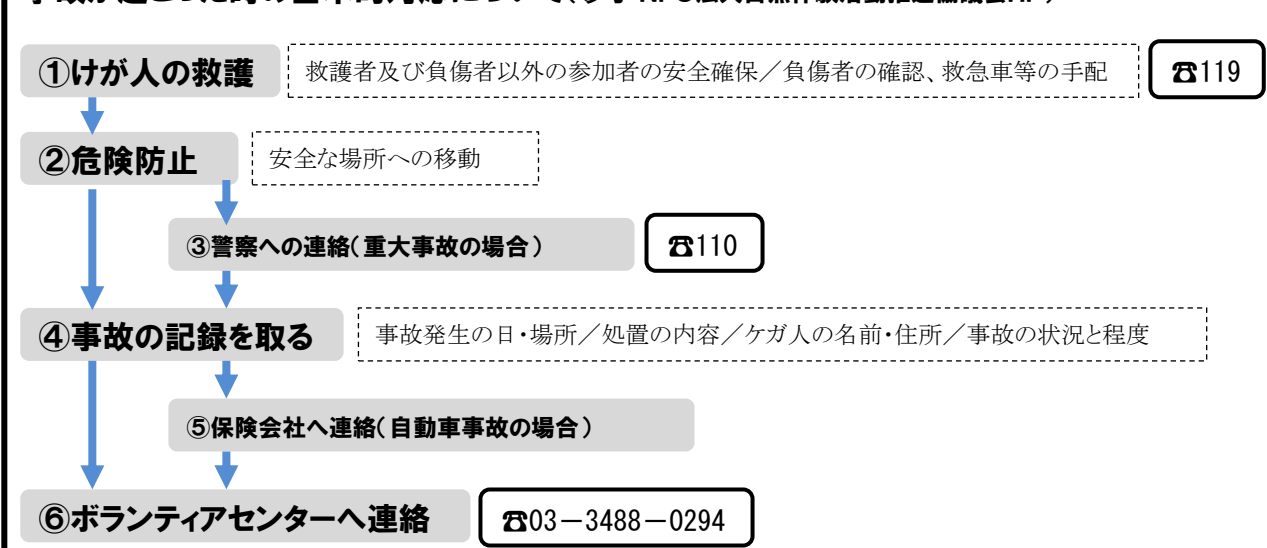 ①けが人の救護
救護者及び負傷者以外の参加者の安全確保／負傷者の確認、救急車等の手配
☎119
②危険防止
安全な場所への移動
③警察への連絡（重大事故の場合）
☎110
④事故の記録を取る
事故発生の日・場所／処置の内容／ケガ人の名前・住所／事故の状況と程度
⑤保険会社へ連絡（自動車事故の場合）
⑥ボランティアセンターへ連絡
☎03－3488－0294